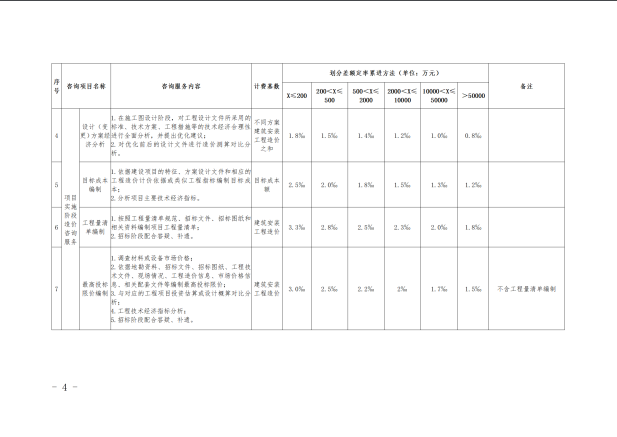 序号 咨询项目名称 咨询服务内容 计费基数 划分差额定率累进方法（单位：万元） 备注
X≤200 200<X≤500 500<X≤2000 2000<X≤10000 10000<X≤50000 >50000
项目实施阶段造价咨询服务
4 设计（变更）方案经济分析
1.在施工图设计阶段，对工程设计文件所采用的
标准、技术方案、工程措施等的技术经济合理性
进行全面分析，并提出优化建议；
2.对优化前后的设计文件进行造价测算对比分
析。
不同方案建筑安装工程造价之和 1.8‰ 1.5‰ 1.4‰ 1.2‰ 1.0‰ 0.8‰
5 目标成本编制
1.依据建设项目的特征、方案设计文件和相应的
工程造价计价依据或类似工程指标编制目标成
本；
2.分析项目主要技术经济指标。
目标成本额 2.5‰ 2.0‰ 1.8‰ 1.5‰ 1.3‰ 1.2‰
6 工程量清单编制
1.按照工程量清单规范、招标文件、招标图纸和
相关资料编制项目工程量清单；
2.招标阶段配合答疑、补遗。
建筑安装工程造价 3.3‰ 2.8‰ 2.5‰ 2.3‰ 2.0‰ 1.8‰
7 最高投标限价编制
1.调查材料或设备市场价格；
2.依据地勘资料、招标文件、招标图纸、工程技
术文件、现场情况、工程造价信息、市场价格信
息、相关配套文件等编制最高投标限价；
3.与对应的工程项目投资估算或设计概算对比分
析；
4.工程技术经济指标分析；
5.招标阶段配合答疑、补遗。
建筑安装工程造价 3.0‰ 2.5‰ 2.2‰ 2‰ 1.7‰ 1.5‰ 不含工程量清单编制
- 4 -